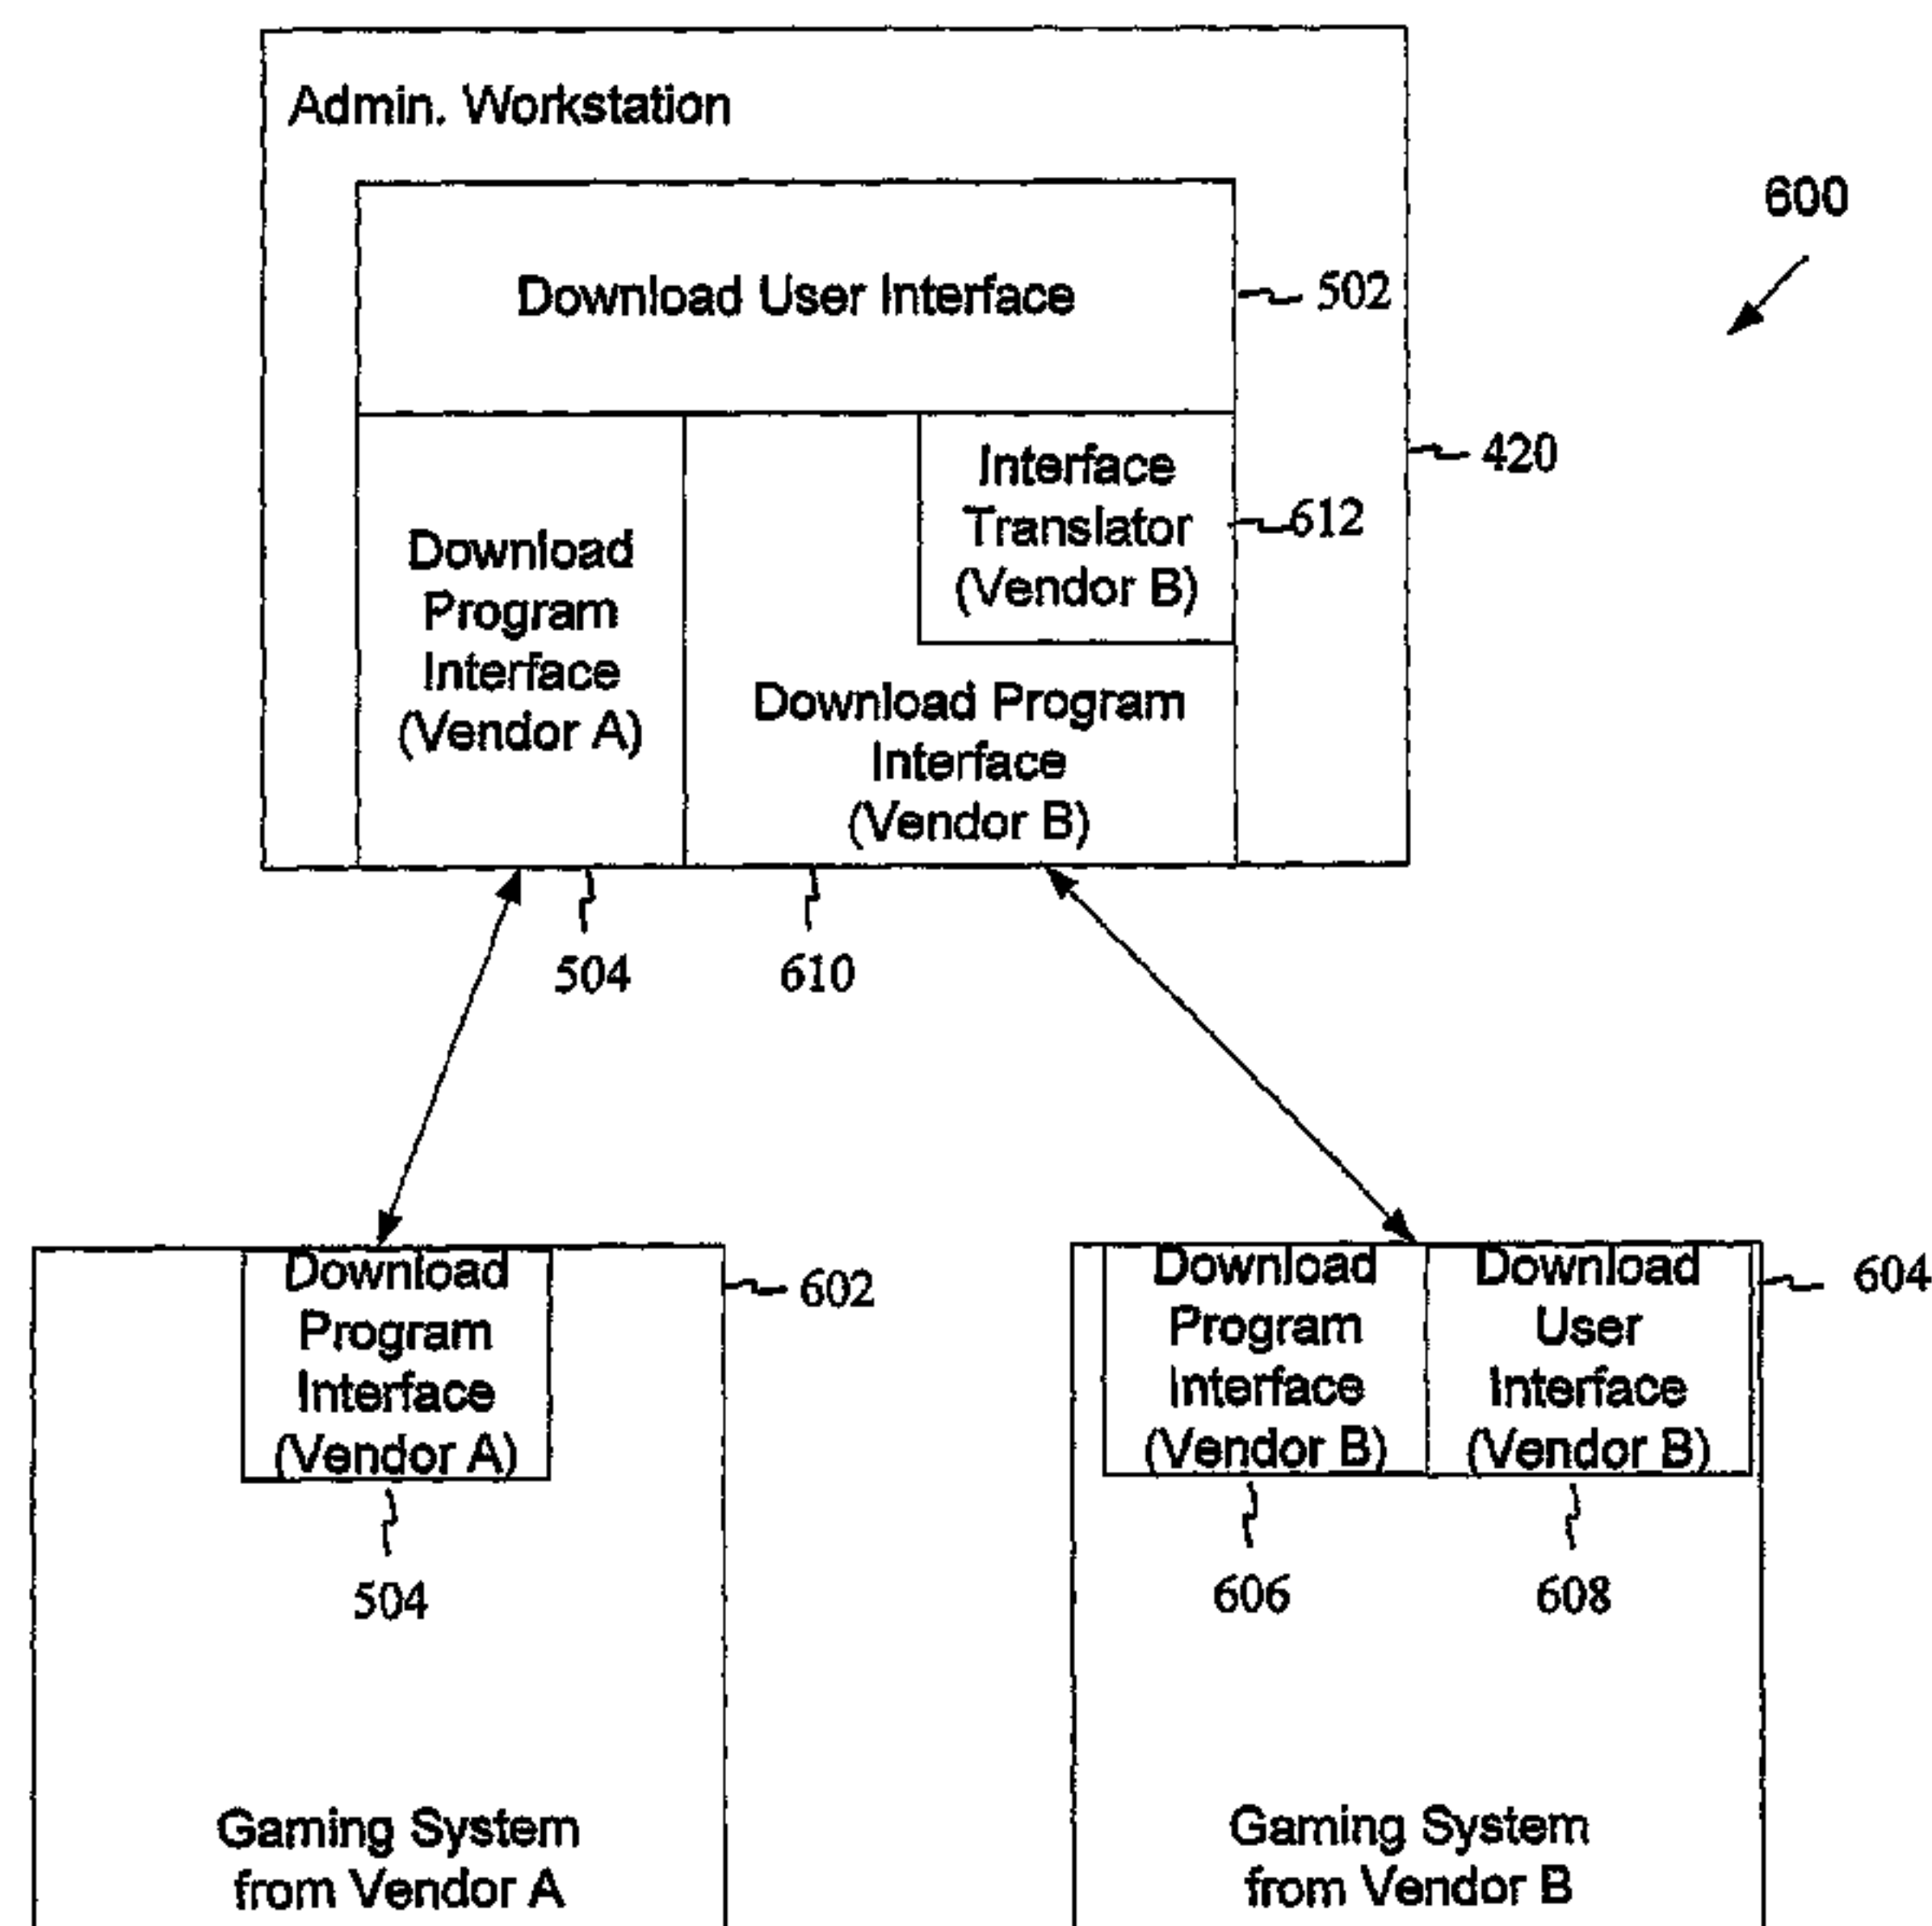 Admin. Workstation
600
Download User Interface
502
420
Interface
Translator
(Vendor B)
612
Download
Program
Interface
(Vendor A)
Download Program
Interface
(Vendor B)
504
610
Download
Program
Interface
(Vendor A)
602
504
Gaming System
from Vendor A
Download
Program
Interface
(Vendor B)
Download
User
Interface
(Vendor B)
604
606
608
Gaming System
from Vendor B